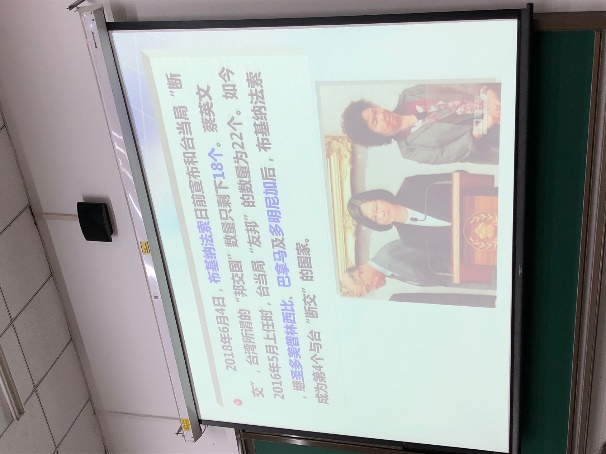 2018年6月4日，布基纳法索日前宣布和台当局“断
交”，台湾所谓的“邦交国”数量只剩下18个。蔡英文
2016年5月上任时，台当局“友邦”的数量为22个。如今
，继圣多美普林西比、巴拿马及多明尼加后，布基纳法索
成为第4个与台“断交”的国家。